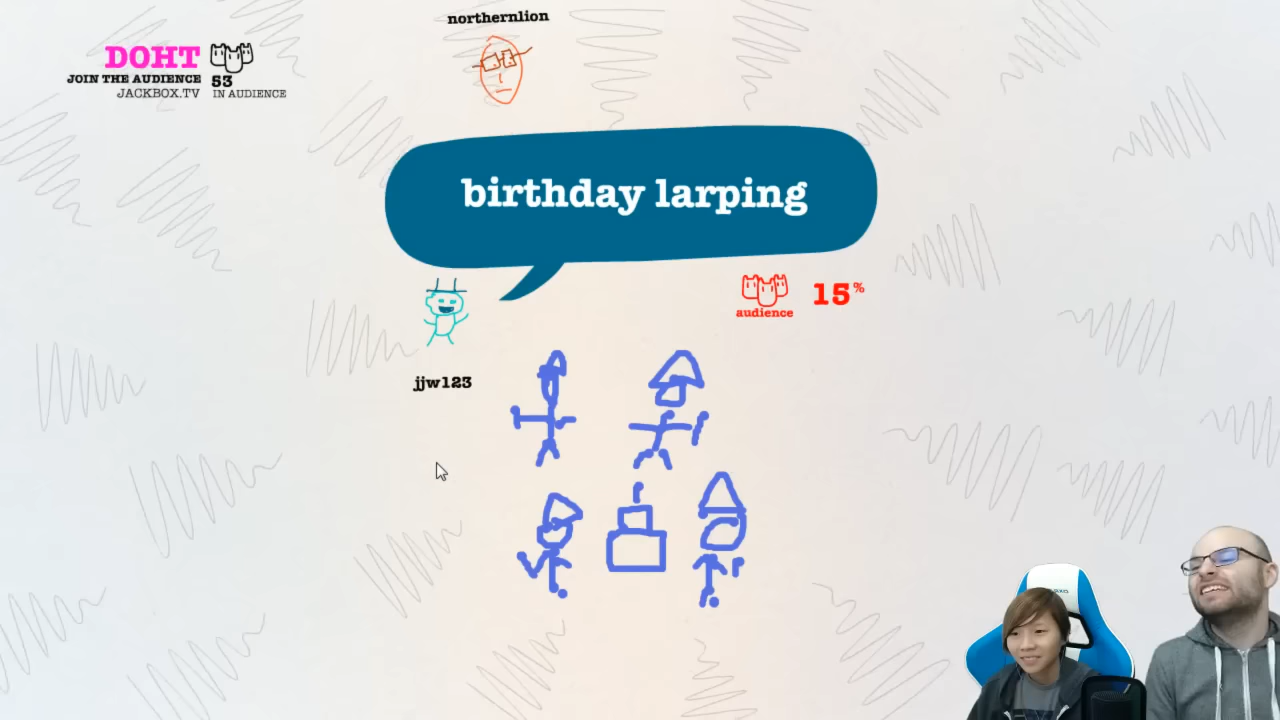 northernlion
DOHT
JOIN THE AUDIENCE 53
JACKBOX.TV IN AUDIENCE
birthday larping
15%
audience
jjw123